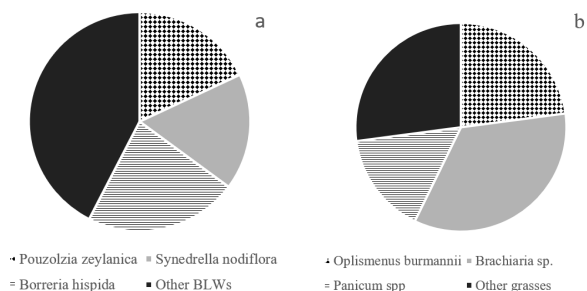 a
b
Pouzolzia zeylanica Synedrella nodiflora
Borreria hispida Other BLWs
Oplismenus burmannii Brachiaria sp.
Panicum spp Other grasses